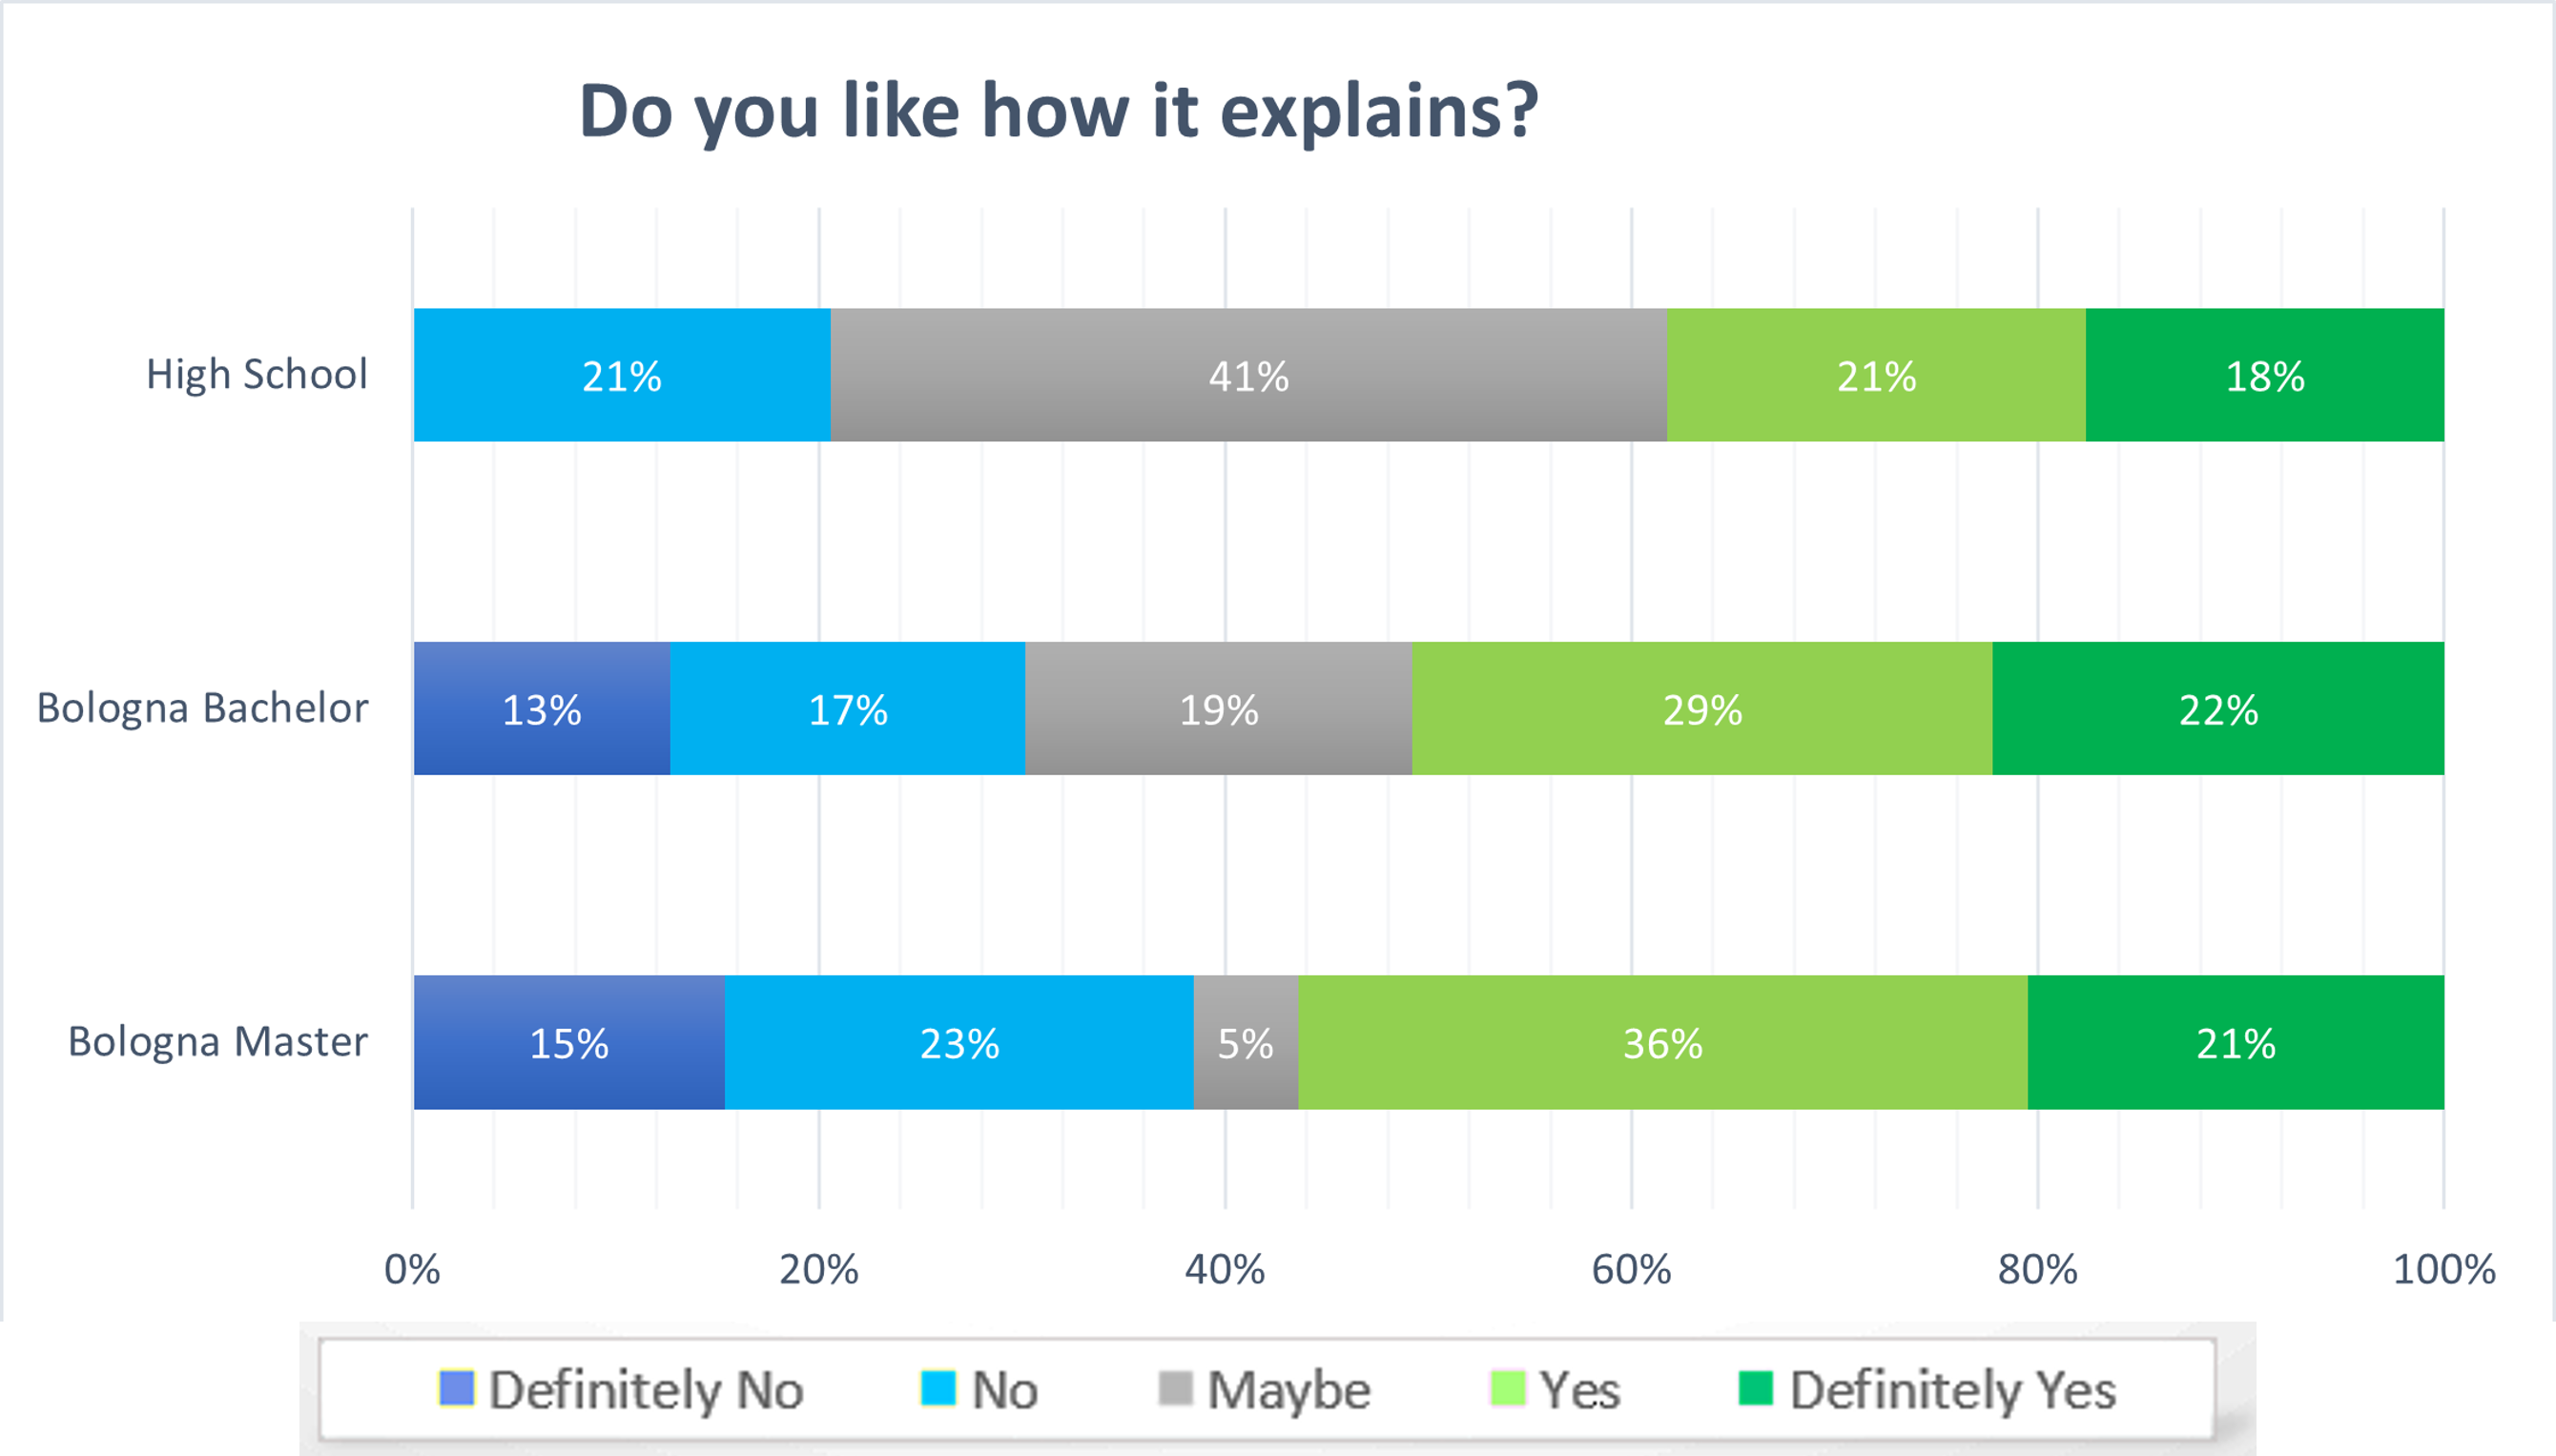 Do you like how it explains?
High School
21% 41% 21% 18%
Bologna Bachelor
13% 17% 19% 29% 22%
Bologna Master
15% 23% 5% 36% 21%
0% 20% 40% 60% 80% 100%
Definitely No No Maybe Yes Definitely Yes